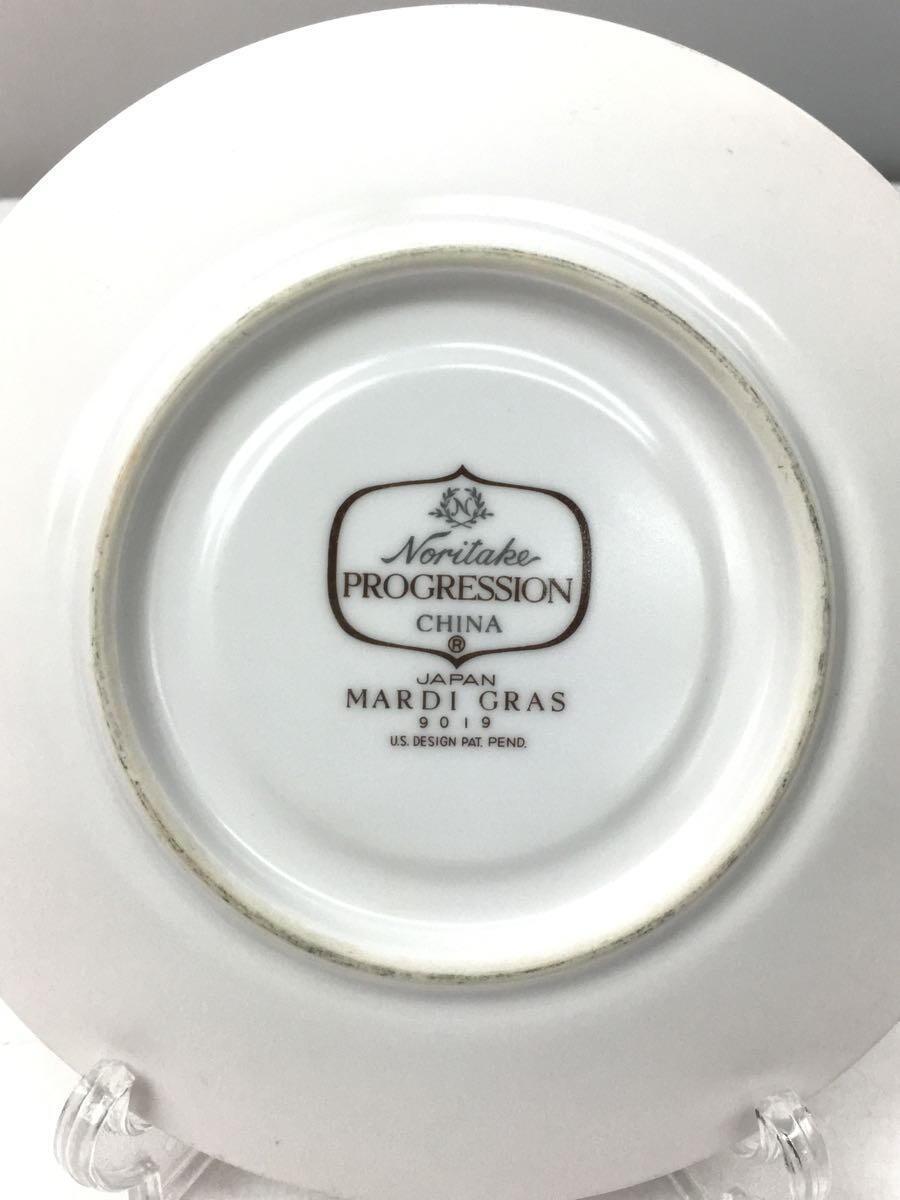 N
Noritake
PROGRESSION
CHINA
®
JAPAN
MARDI GRAS
9019
U.S. DESIGN PAT. PEND.